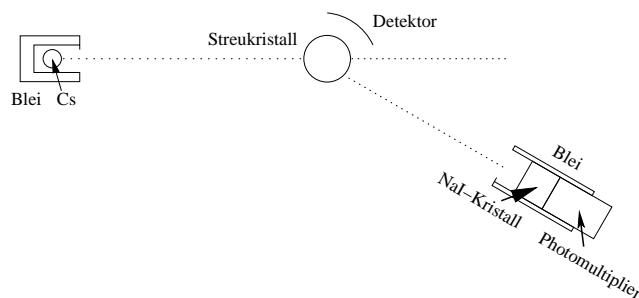 Detektor
Streukristall
Blei Cs
Blei
NaI–Kristall
Photomultiplier